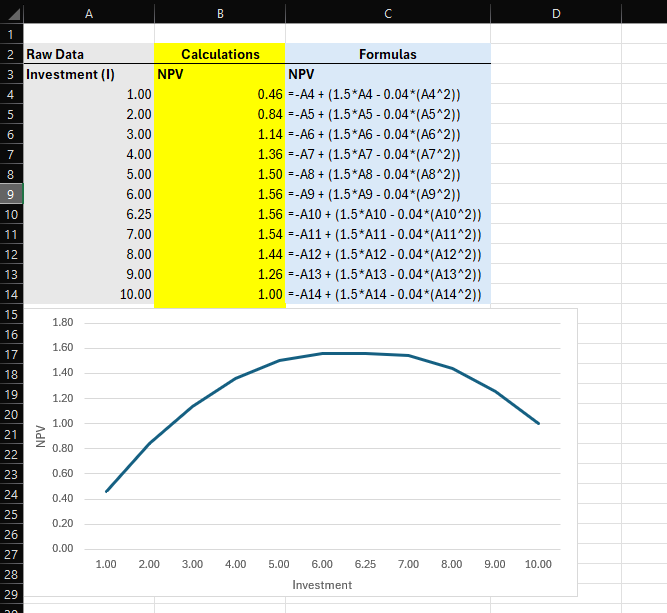 A B C D
1
2 Raw Data Calculations Formulas
3 Investment (I) NPV NPV
4 1.00 0.46 =-A4 + (1.5*A4 - 0.04*(A4^2))
5 2.00 0.84 =-A5 + (1.5*A5 - 0.04*(A5^2))
6 3.00 1.14 =-A6 + (1.5*A6 - 0.04*(A6^2))
7 4.00 1.36 =-A7 + (1.5*A7 - 0.04*(A7^2))
8 5.00 1.50 =-A8 + (1.5*A8 - 0.04*(A8^2))
9 6.00 1.56 =-A9 + (1.5*A9 - 0.04*(A9^2))
10 6.25 1.56 =-A10 + (1.5*A10 - 0.04*(A10^2))
11 7.00 1.54 =-A11 + (1.5*A11 - 0.04*(A11^2))
12 8.00 1.44 =-A12 + (1.5*A12 - 0.04*(A12^2))
13 9.00 1.26 =-A13 + (1.5*A13 - 0.04*(A13^2))
14 10.00 1.00 =-A14 + (1.5*A14 - 0.04*(A14^2))
15
16
17
18
19
20
21
22
23
24
25
26
27
28
29
1.80
1.60
1.40
1.20
1.00
0.80
0.60
0.40
0.20
0.00
NPV
1.00 2.00 3.00 4.00 5.00 6.00 6.25 7.00 8.00 9.00 10.00
Investment